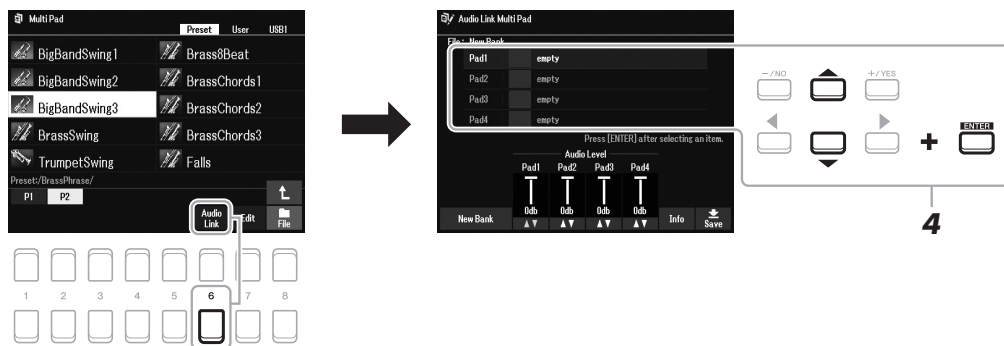 Multi Pad
Preset User USB1
BigBandSwing1 Brass8Beat
BigBandSwing2 BrassChords1
BigBandSwing3 BrassChords2
BrassSwing BrassChords3
TrumpetSwing Falls
Preset:/BrassPhrase/
P1 P2
Audio Link Edit File
1 2 3 4 5 6 7 8
Audio Link Multi Pad
File: New Bank
Pad1 empty
Pad2 empty
Pad3 empty
Pad4 empty
Press [ENTER] after selecting an item.
Audio Level
Pad1 Pad2 Pad3 Pad4
0db 0db 0db 0db
New Bank Info Save
–/NO +/YES
+ ENTER
4